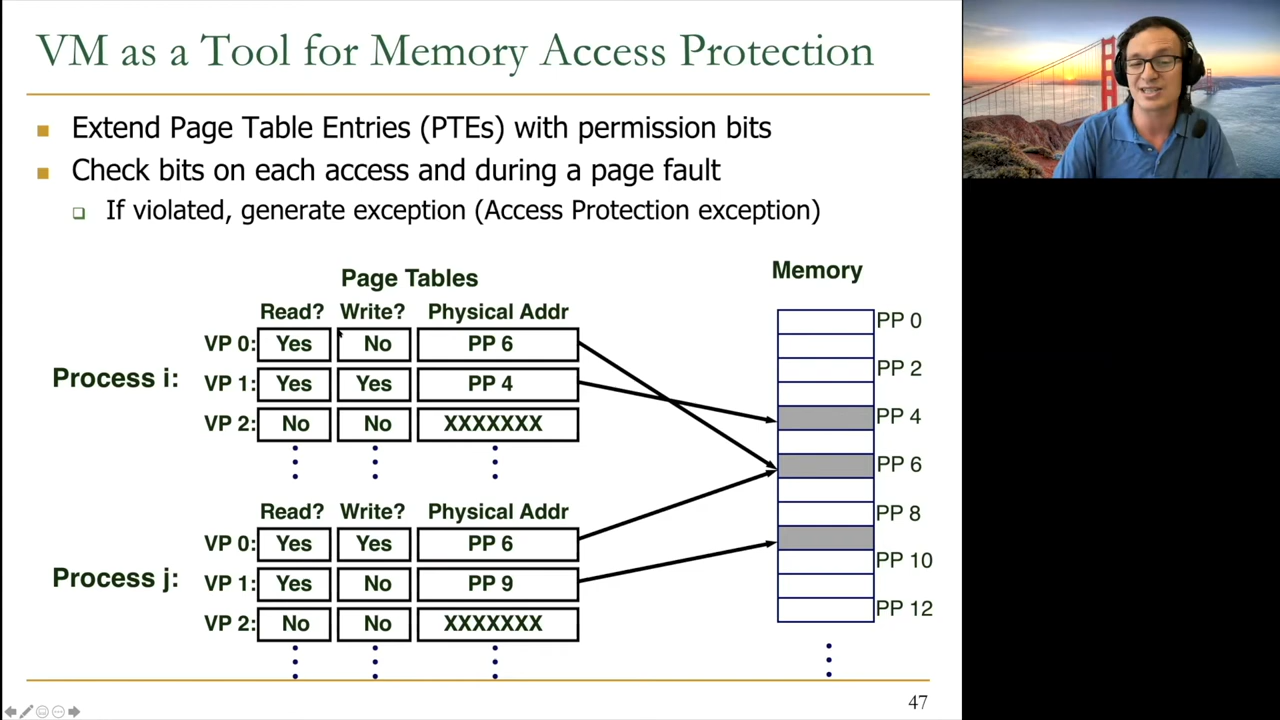 VM as a Tool for Memory Access Protection
Extend Page Table Entries (PTEs) with permission bits
Check bits on each access and during a page fault
If violated, generate exception (Access Protection exception)
Page Tables
Read? Write? Physical Addr
Process i:
VP 0: Yes No PP 6
VP 1: Yes Yes PP 4
VP 2: No No XXXXXXX
Read? Write? Physical Addr
Process j:
VP 0: Yes Yes PP 6
VP 1: Yes No PP 9
VP 2: No No XXXXXXX
Memory
PP 0
PP 2
PP 4
PP 6
PP 8
PP 10
PP 12
47